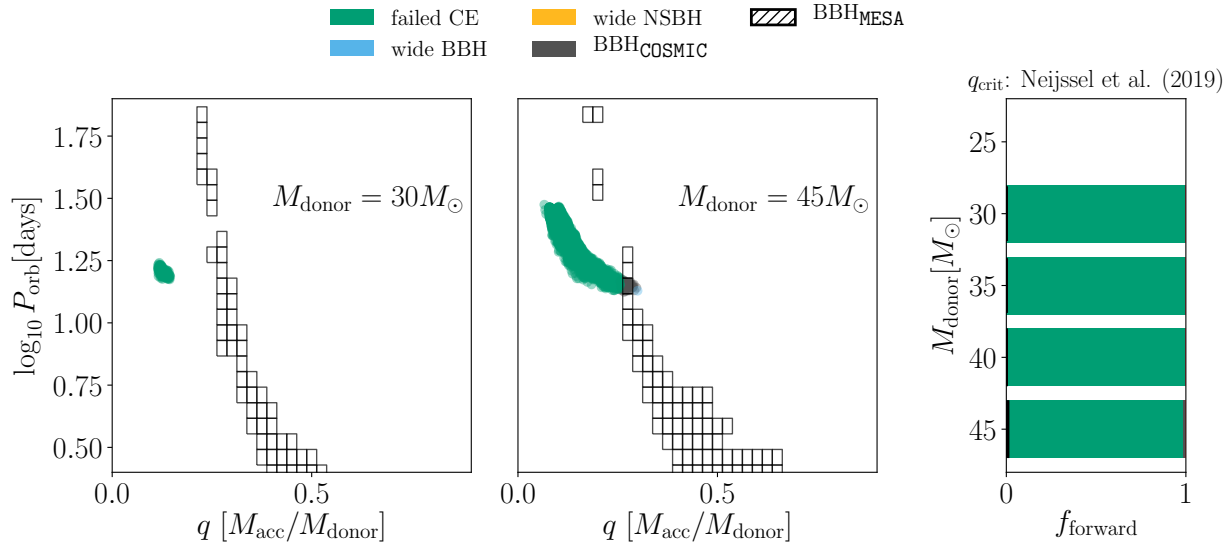 failed CE
wide NSBH
BBH_MESA
wide BBH
BBH_COSMIC
q_crit: Neijssel et al. (2019)
log₁₀ P_orb[days]
1.75
1.50
1.25
1.00
0.75
0.50
M_donor = 30M_⊙
M_donor = 45M_⊙
0.0
0.5
q [M_acc/M_donor]
0.0
0.5
q [M_acc/M_donor]
M_donor[M_⊙]
25
30
35
40
45
0
1
f_forward